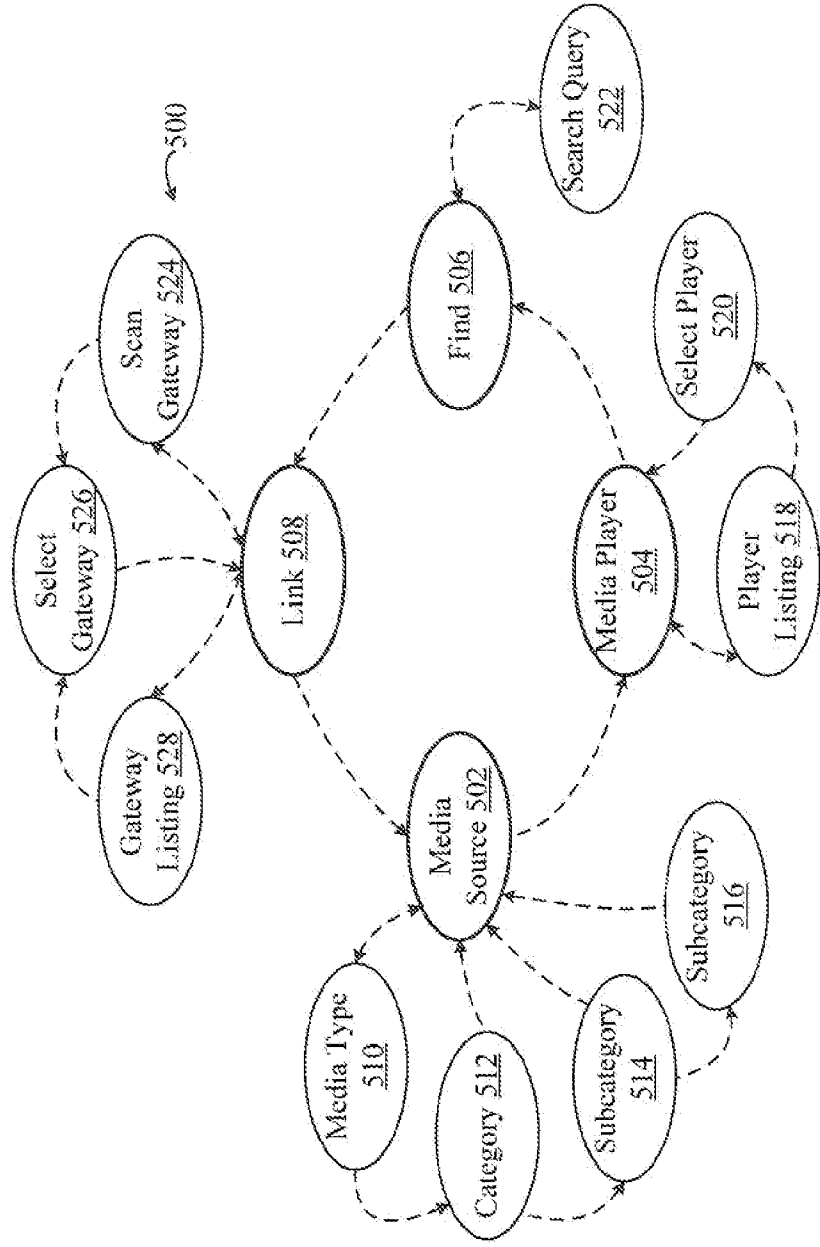 500
Scan
Gateway 524
Select
Gateway 526
Gateway
Listing 528
Link 508
Find 506
Search Query
522
Media
Source 502
Media Player
504
Select Player
520
Player
Listing 518
Media Type
510
Category 512
Subcategory
514
Subcategory
516